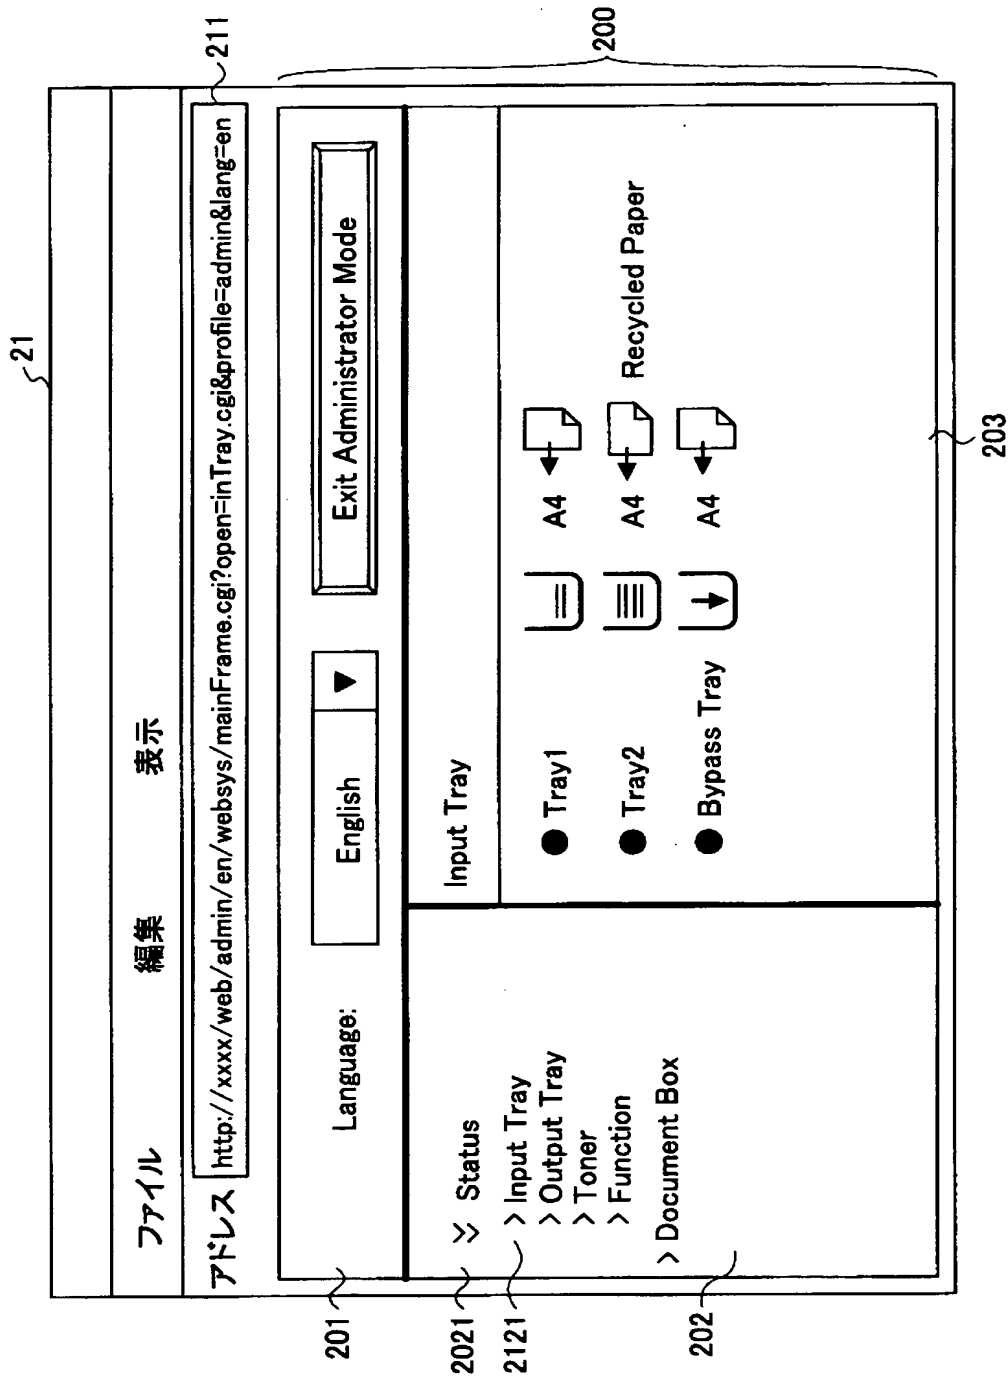 21
ファイル 編集 表示
アドレス http://xxxx/web/admin/en/websys/mainFrame.cgi?open=inTray.cgi&profile=admin&lang=en
211
201
Language: English ▼ Exit Administrator Mode
200
2021
2121
202
Status
> Input Tray
> Output Tray
> Toner
> Function
> Document Box
Input Tray
● Tray1 A4
● Tray2 A4 Recycled Paper
● Bypass Tray A4
203